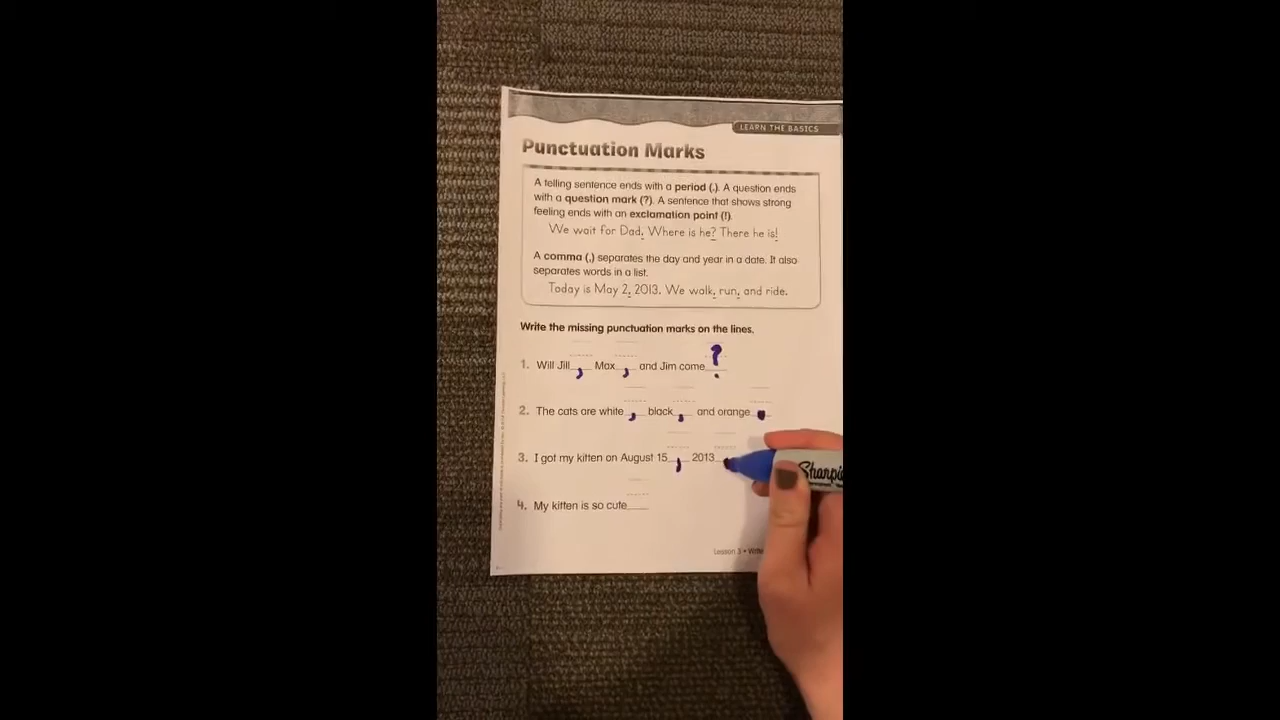 LEARN THE BASICS
Punctuation Marks
A telling sentence ends with a period (.). A question ends
with a question mark (?). A sentence that shows strong
feeling ends with an exclamation point (!).
We wait for Dad. Where is he? There he is!
A comma (,) separates the day and year in a date. It also
separates words in a list.
Today is May 2, 2013. We walk, run, and ride.
Write the missing punctuation marks on the lines.
1. Will Jill, Max, and Jim come?
2. The cats are white, black, and orange.
3. I got my kitten on August 15, 2013.
4. My kitten is so cute
Sharpie
Lesson 3 •